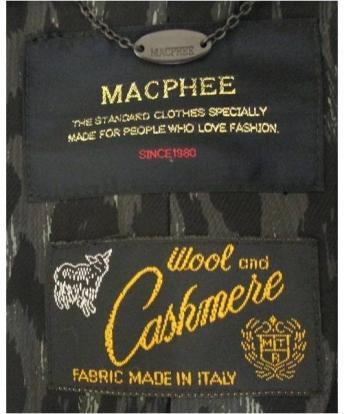 MACPHEE
MACPHEE
THE STANDARD CLOTHES SPECIALLY
MADE FOR PEOPLE WHO LOVE FASHION.
SINCE1980
Wool and
Cashmere
FABRIC MADE IN ITALY